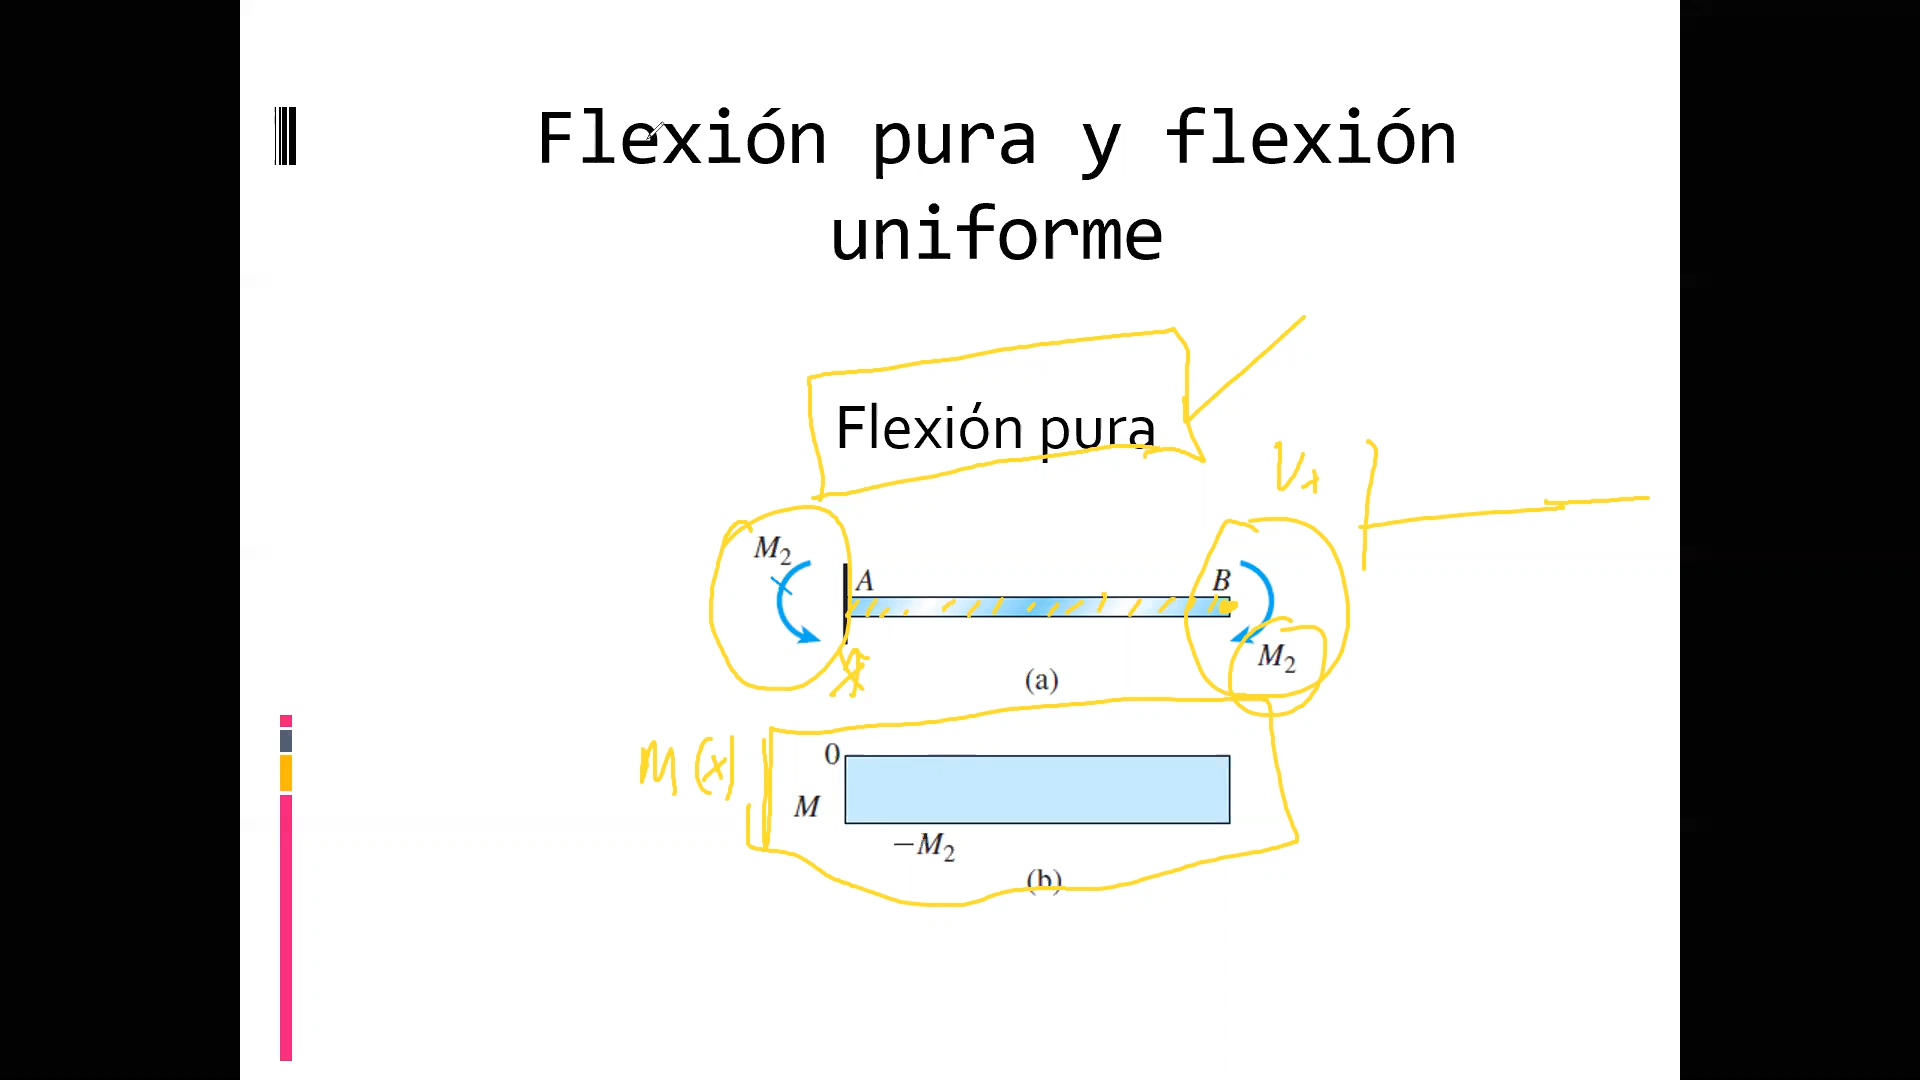 Flexión pura y flexión
uniforme
Flexión pura
M₂ A B
M₂
(a)
M(x)
0
M
−M₂
(b)